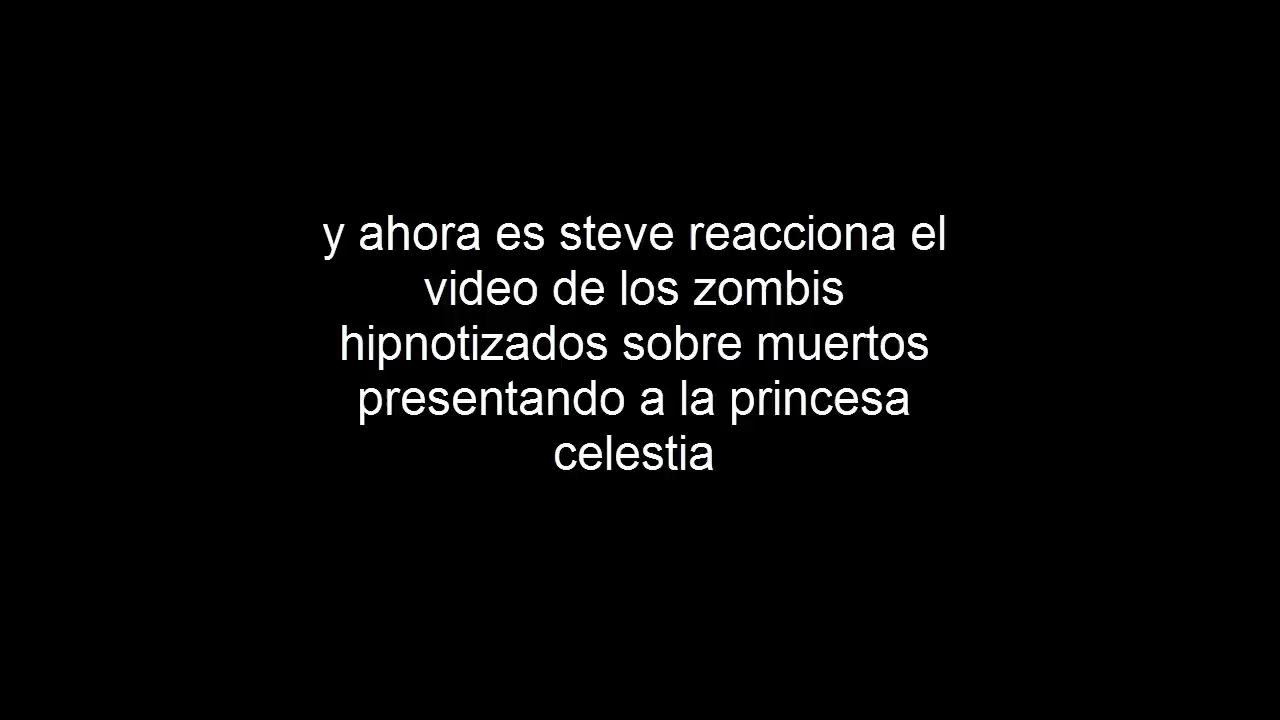 y ahora es steve reacciona el
video de los zombis
hipnotizados sobre muertos
presentando a la princesa
celestia